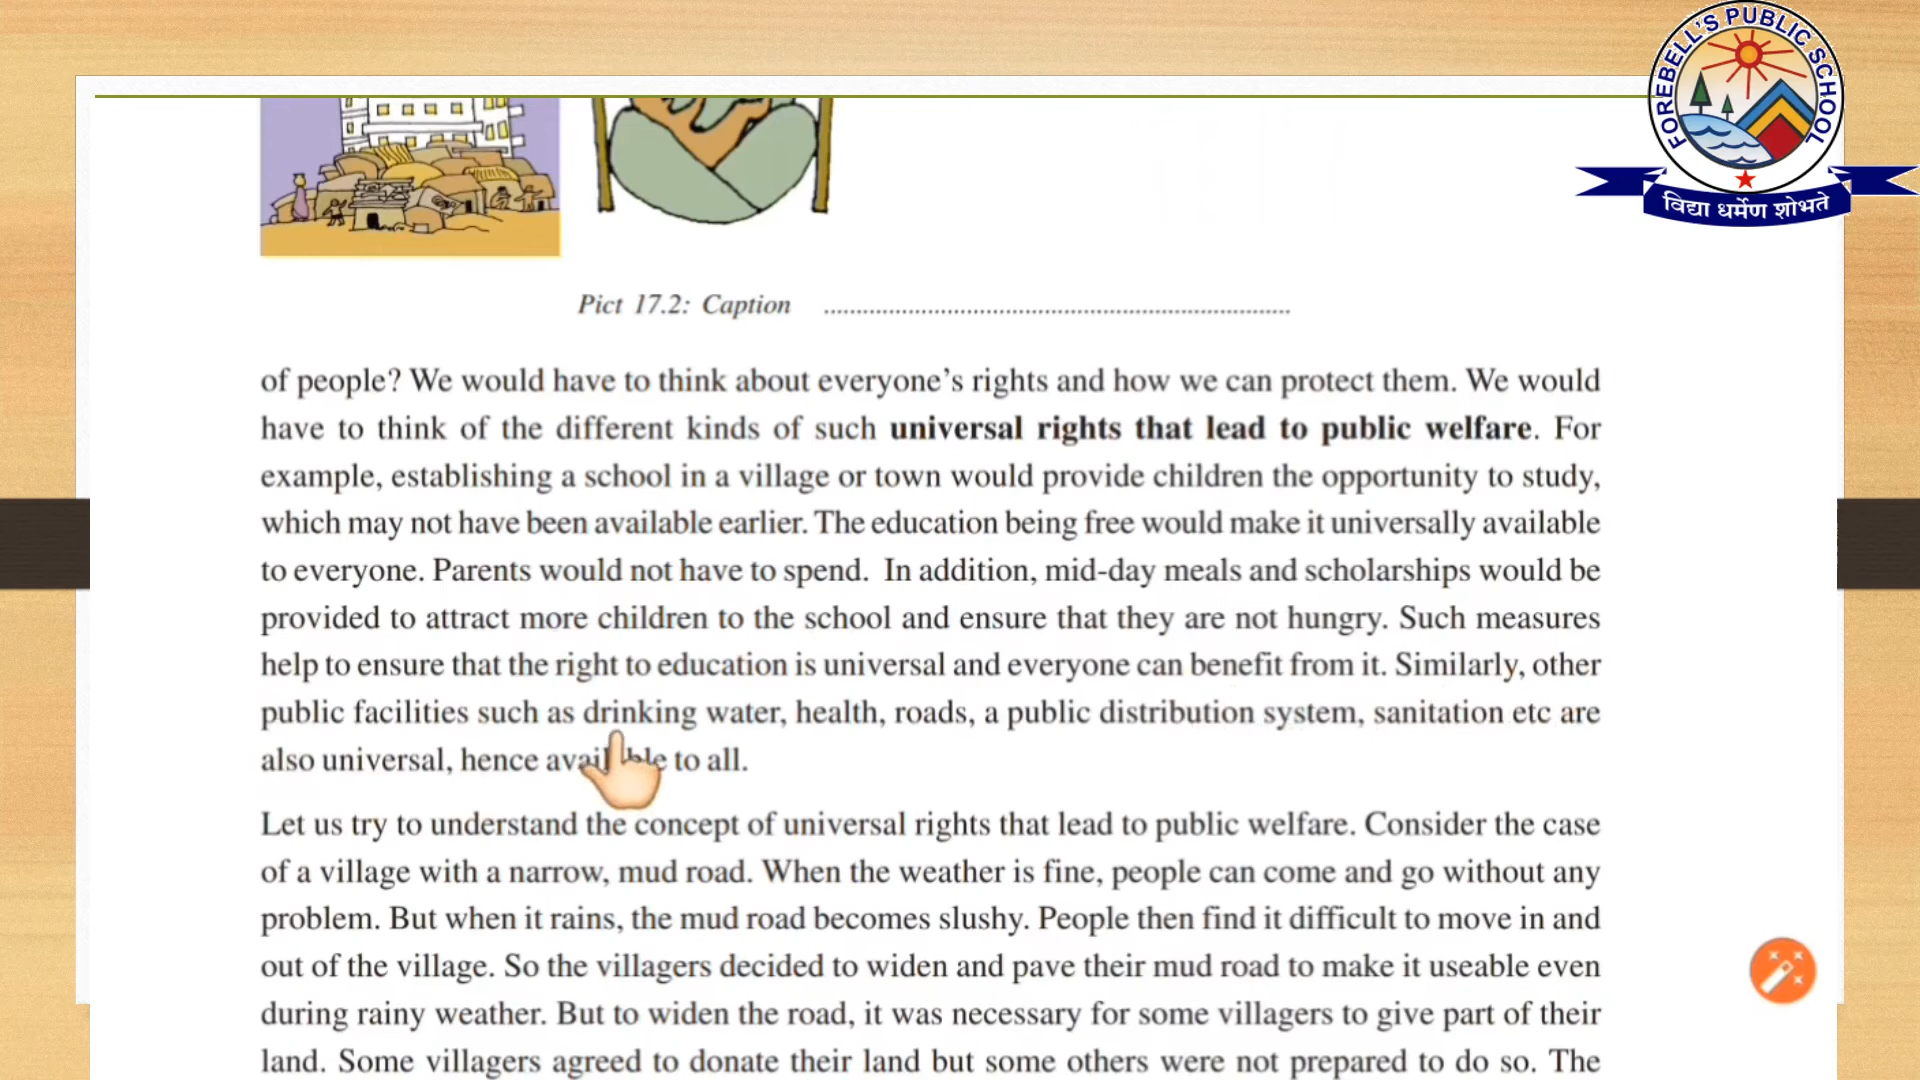 FOREBELL'S PUBLIC SCHOOL
विद्या धर्मेण शोभते
Pict 17.2: Caption ........................................................................
of people? We would have to think about everyone’s rights and how we can protect them. We would
have to think of the different kinds of such universal rights that lead to public welfare. For
example, establishing a school in a village or town would provide children the opportunity to study,
which may not have been available earlier. The education being free would make it universally available
to everyone. Parents would not have to spend. In addition, mid-day meals and scholarships would be
provided to attract more children to the school and ensure that they are not hungry. Such measures
help to ensure that the right to education is universal and everyone can benefit from it. Similarly, other
public facilities such as drinking water, health, roads, a public distribution system, sanitation etc are
also universal, hence available to all.
Let us try to understand the concept of universal rights that lead to public welfare. Consider the case
of a village with a narrow, mud road. When the weather is fine, people can come and go without any
problem. But when it rains, the mud road becomes slushy. People then find it difficult to move in and
out of the village. So the villagers decided to widen and pave their mud road to make it useable even
during rainy weather. But to widen the road, it was necessary for some villagers to give part of their
land. Some villagers agreed to donate their land but some others were not prepared to do so. The